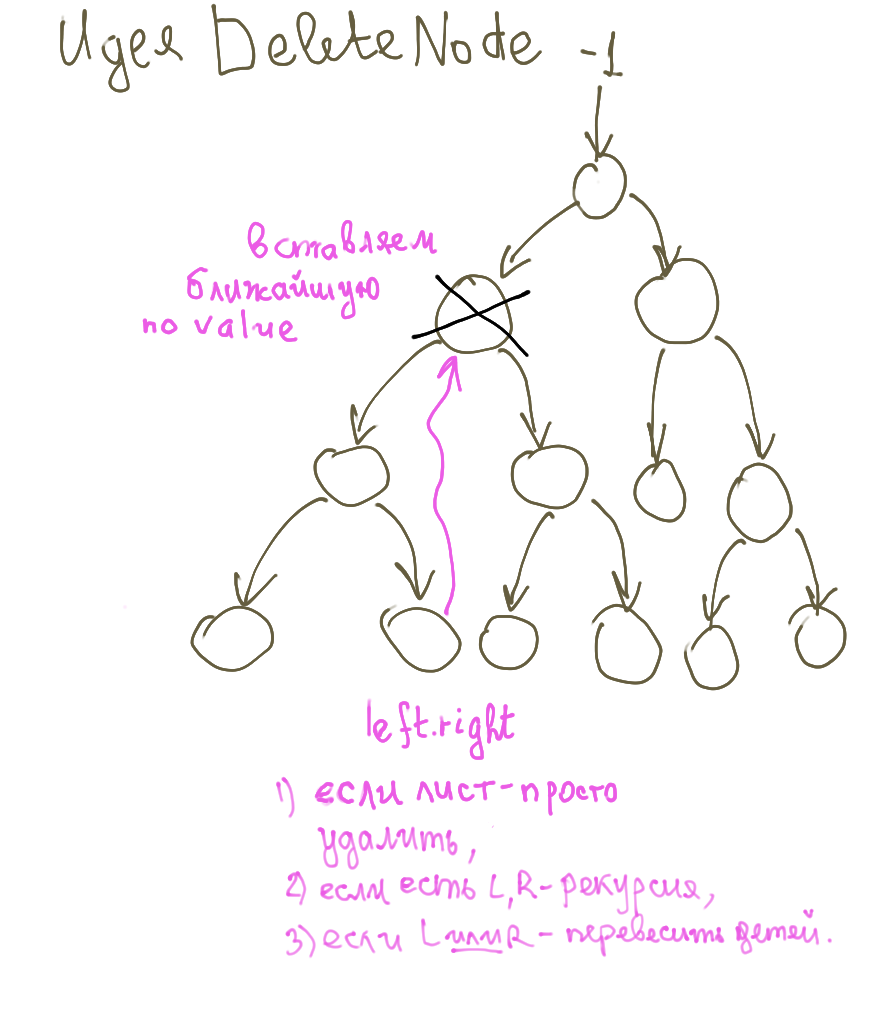 Идея DeleteNode -1
вставляем
ближайшую
по value
left.right
1) если лист-просто
удалить,
2) если есть L,R-рекурсия,
3) если L или R - перевесить детей.